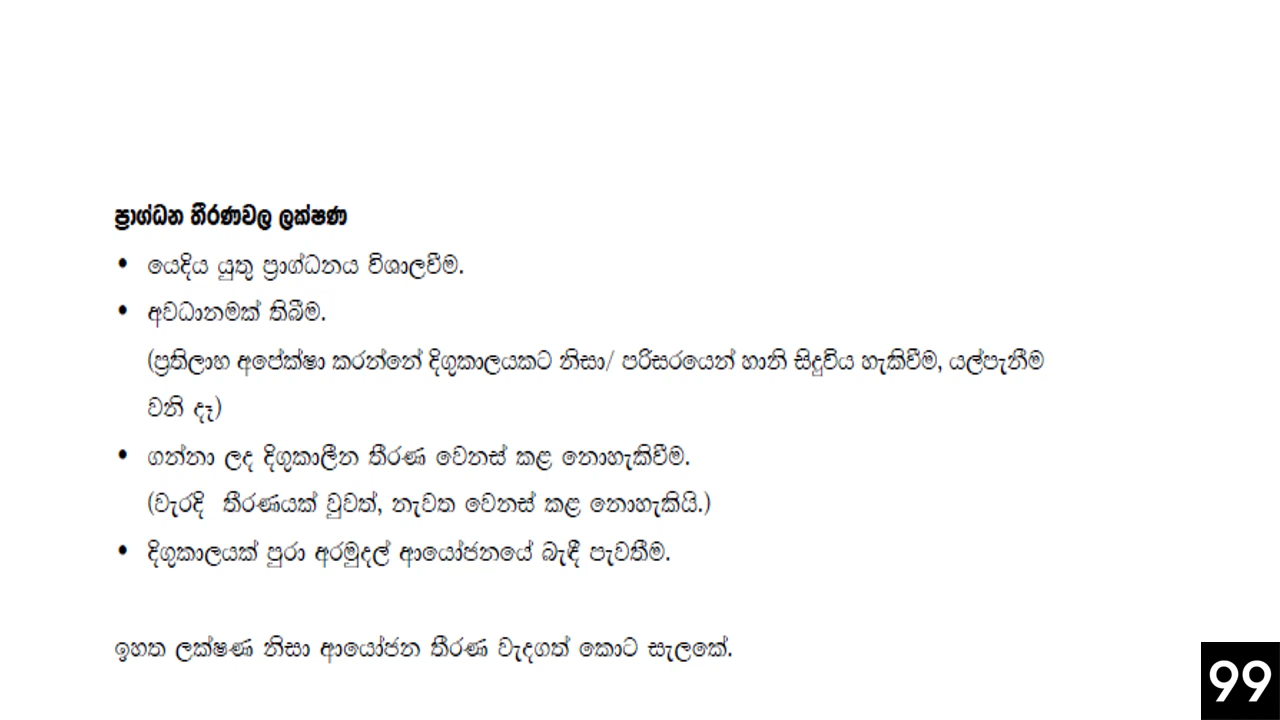 ප්‍රාග්ධන තීරණවල ලක්ෂණ
• යෙදිය යුතු ප්‍රාග්ධනය විශාලවීම.
• අවධානමක් තිබීම.
(ප්‍රතිලාභ අපේක්ෂා කරන්නේ දිගුකාලයකට නිසා/ පරිසරයෙන් හානි සිදුවිය හැකිවීම, යල්පැනීම
වනි දෑ)
• ගන්නා ලද දිගුකාලීන තීරණ වෙනස් කළ නොහැකිවීම.
(වැරදි තීරණයක් වුවත්, නැවත වෙනස් කළ නොහැකියි.)
• දිගුකාලයක් පුරා අරමුදල් ආයෝජනයේ බැඳී පැවතීම.
ඉහත ලක්ෂණ නිසා ආයෝජන තීරණ වැදගත් කොට සැලකේ.
99